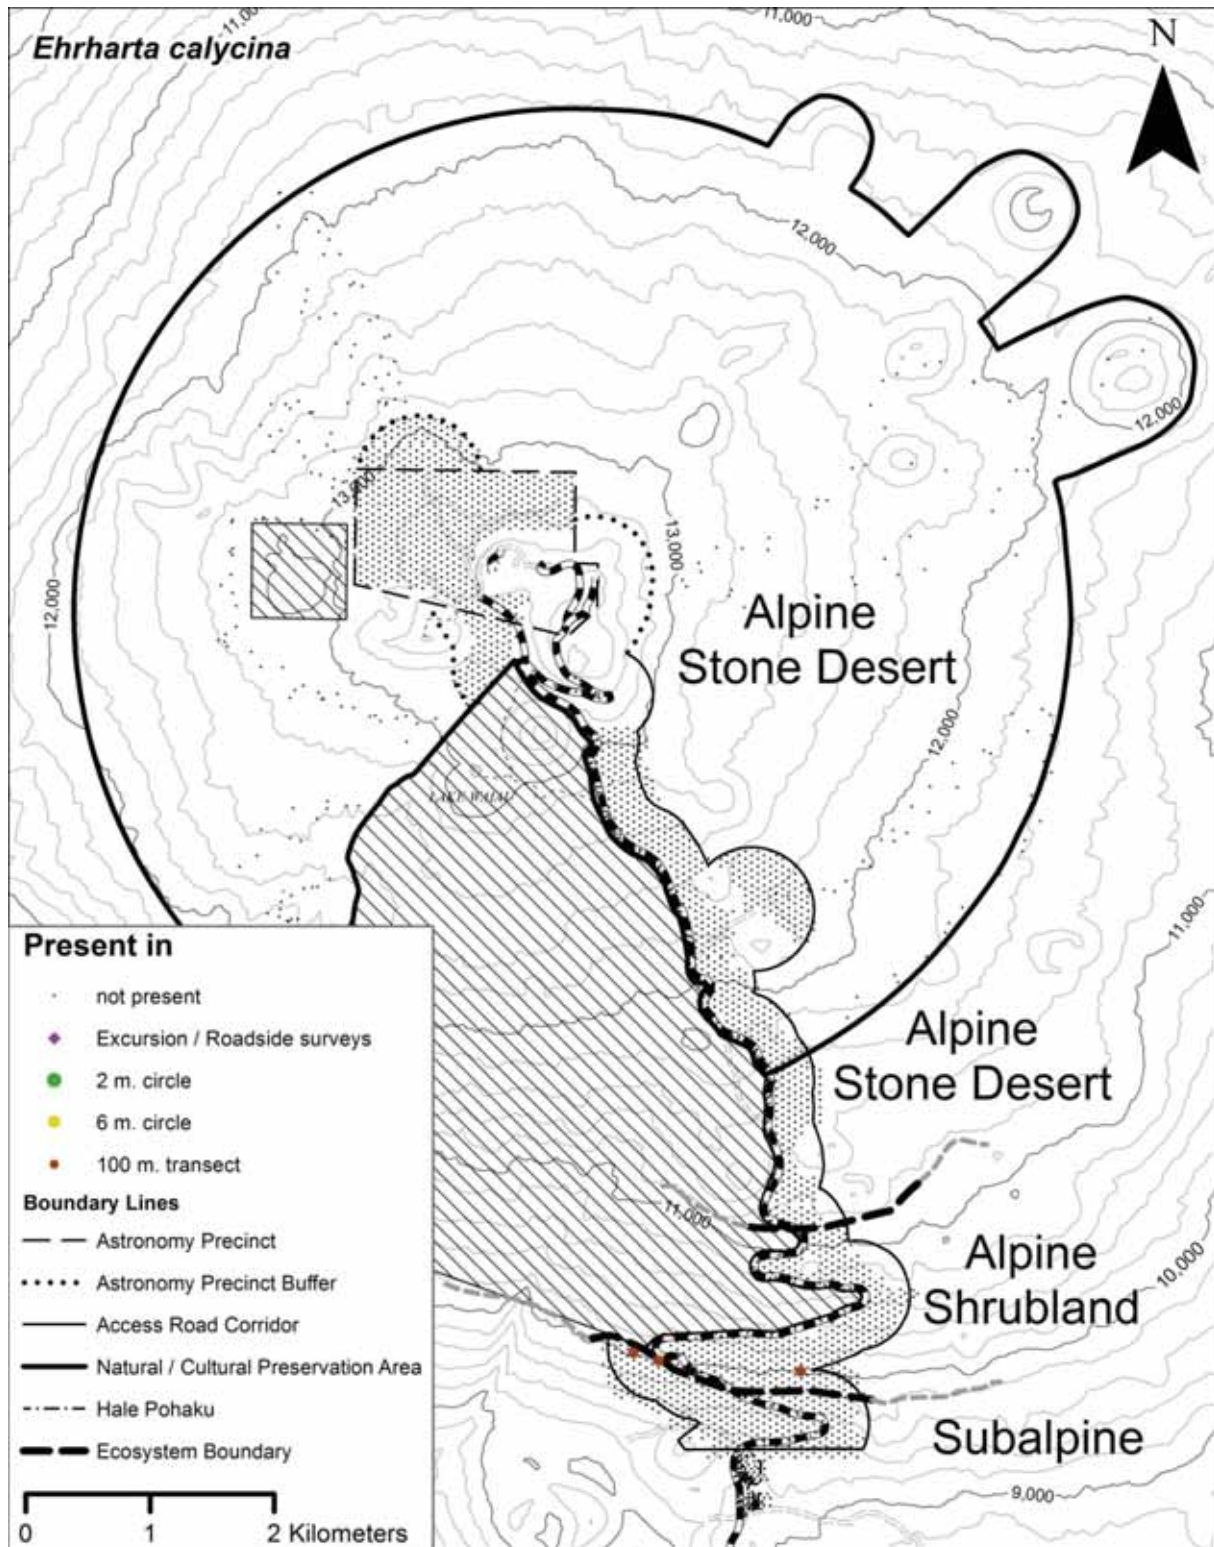 11,000
11,000
Ehrharta calycina
N
12,000
12,000
13,000
13,000
12,000
Alpine
Stone Desert
12,000
LAKE WAIAU
11,000
Present in
not present
Excursion / Roadside surveys
2 m. circle
6 m. circle
100 m. transect
Boundary Lines
Astronomy Precinct
Astronomy Precinct Buffer
Access Road Corridor
Natural / Cultural Preservation Area
Hale Pohaku
Ecosystem Boundary
0 1 2 Kilometers
Alpine
Stone Desert
11,000
Alpine
Shrubland
10,000
Subalpine
9,000